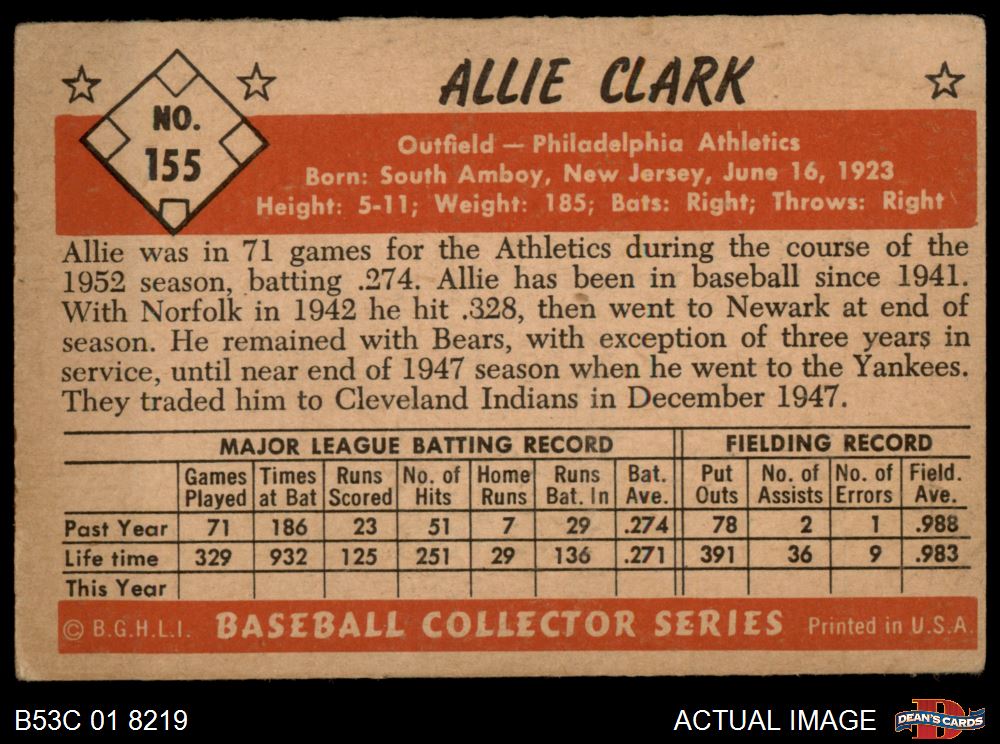 ALLIE CLARK
NO.
155
Outfield — Philadelphia Athletics
Born: South Amboy, New Jersey, June 16, 1923
Height: 5-11; Weight: 185; Bats: Right; Throws: Right
Allie was in 71 games for the Athletics during the course of the
1952 season, batting .274. Allie has been in baseball since 1941.
With Norfolk in 1942 he hit .328, then went to Newark at end of
season. He remained with Bears, with exception of three years in
service, until near end of 1947 season when he went to the Yankees.
They traded him to Cleveland Indians in December 1947.
MAJOR LEAGUE BATTING RECORD FIELDING RECORD
Games Times Runs No. of Home Runs Bat. Put No. of No. of Field.
Played at Bat Scored Hits Runs Bat. In Ave. Outs Assists Errors Ave.
Past Year 71 186 23 51 7 29 .274 78 2 1 .988
Life time 329 932 125 251 29 136 .271 391 36 9 .983
This Year
© B.G.H.L.I. BASEBALL COLLECTOR SERIES Printed in U.S.A.
B53C 01 8219 ACTUAL IMAGE D DEAN'S CARDS